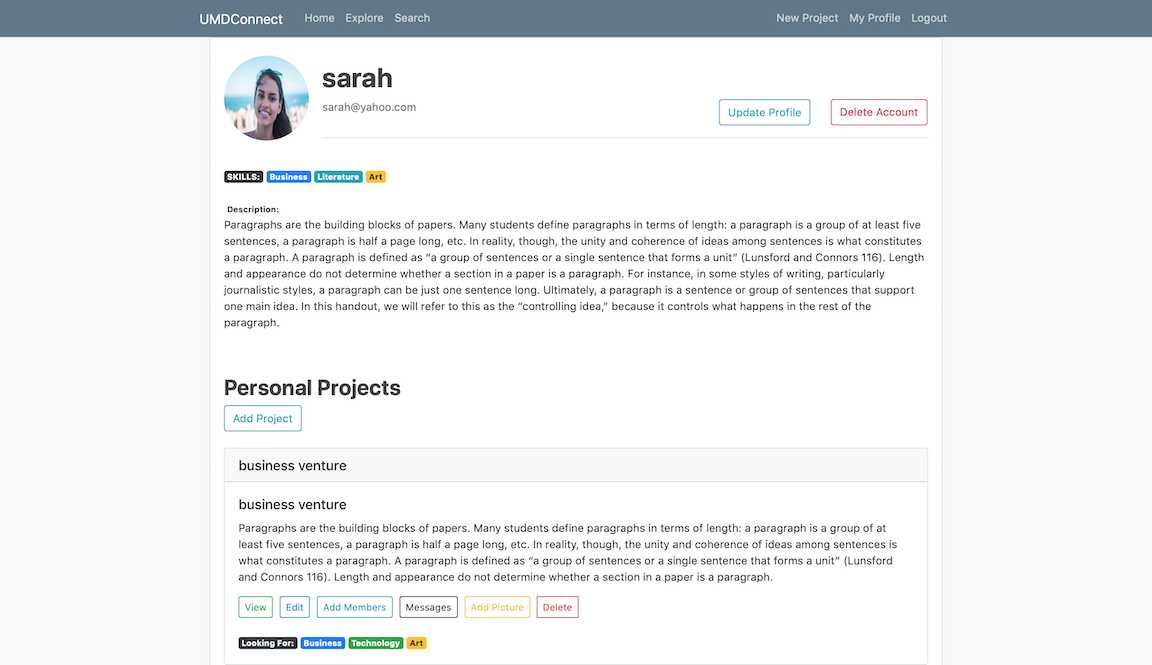 UMDConnect Home Explore Search New Project My Profile Logout
sarah
sarah@yahoo.com
Update Profile Delete Account
SKILLS: Business Literature Art
Description:
Paragraphs are the building blocks of papers. Many students define paragraphs in terms of length: a paragraph is a group of at least five
sentences, a paragraph is half a page long, etc. In reality, though, the unity and coherence of ideas among sentences is what constitutes
a paragraph. A paragraph is defined as “a group of sentences or a single sentence that forms a unit” (Lunsford and Connors 116). Length
and appearance do not determine whether a section in a paper is a paragraph. For instance, in some styles of writing, particularly
journalistic styles, a paragraph can be just one sentence long. Ultimately, a paragraph is a sentence or group of sentences that support
one main idea. In this handout, we will refer to this as the “controlling idea,” because it controls what happens in the rest of the
paragraph.
Personal Projects
Add Project
business venture
business venture
Paragraphs are the building blocks of papers. Many students define paragraphs in terms of length: a paragraph is a group of at
least five sentences, a paragraph is half a page long, etc. In reality, though, the unity and coherence of ideas among sentences is
what constitutes a paragraph. A paragraph is defined as “a group of sentences or a single sentence that forms a unit” (Lunsford
and Connors 116). Length and appearance do not determine whether a section in a paper is a paragraph.
View Edit Add Members Messages Add Picture Delete
Looking For: Business Technology Art